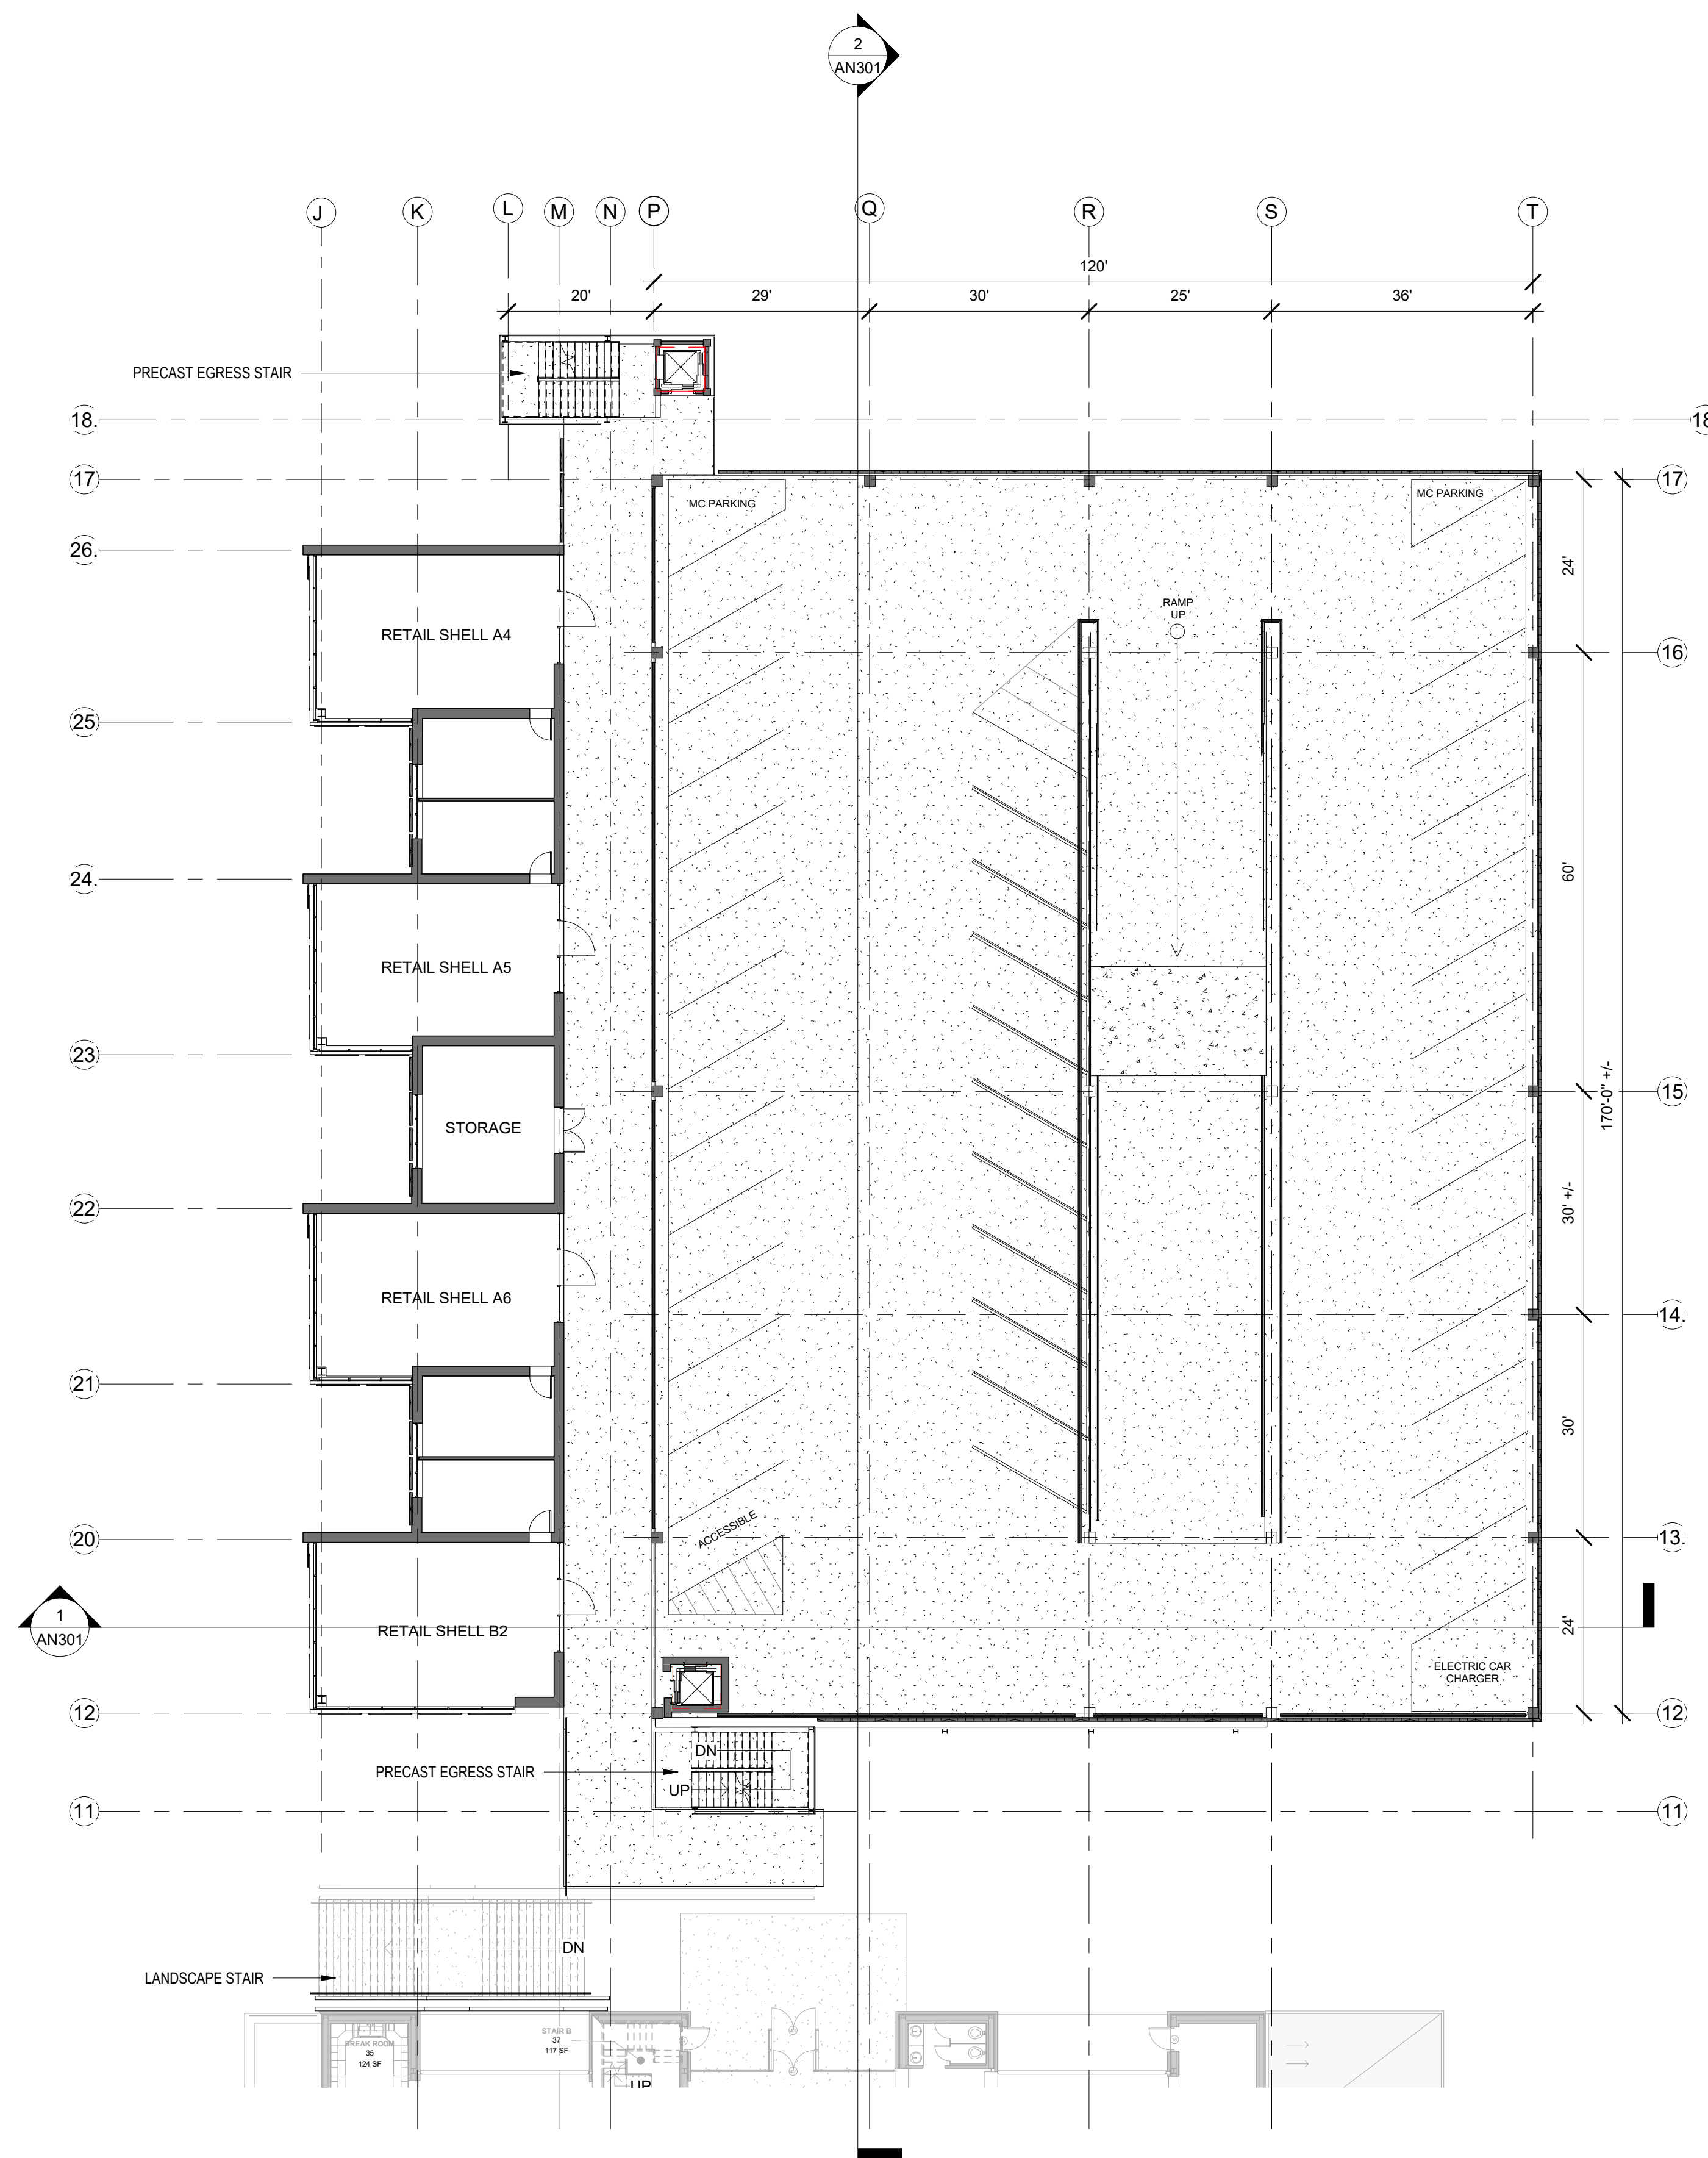 2
AN301
J K L M N P Q R S T
120'
20' 29' 30' 25' 36'
PRECAST EGRESS STAIR
18. 18
17 17
MC PARKING MC PARKING
26.
24'
RAMP
UP
RETAIL SHELL A4
16 16
25
60'
24.
RETAIL SHELL A5
23
15
170'-0" +/-
STORAGE
30' +/-
22
RETAIL SHELL A6
14.
21
30'
ACCESSIBLE
20 13.
1
AN301
24'
RETAIL SHELL B2
ELECTRIC CAR
CHARGER
12 12
DN
PRECAST EGRESS STAIR
UP
11 11
DN
LANDSCAPE STAIR
STAIR B
37
117 SF
BREAK ROOM
35
124 SF
UP